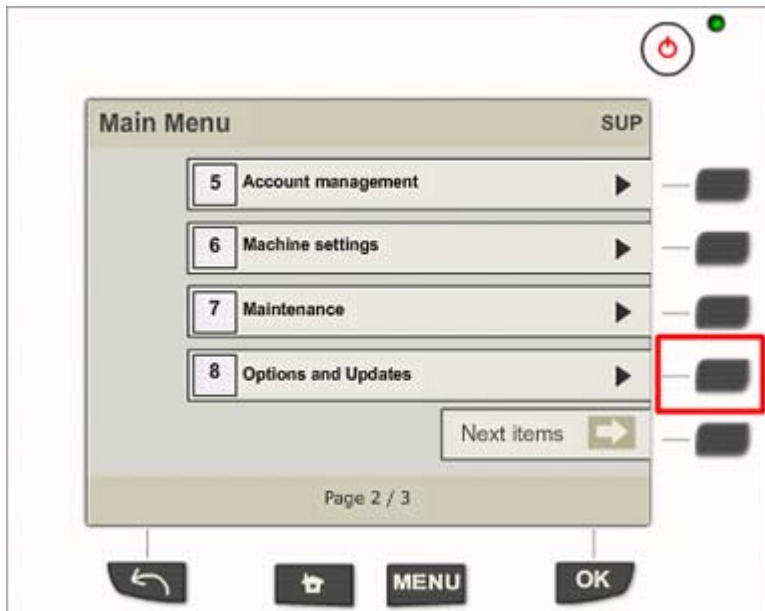 Main Menu SUP
5 Account management
6 Machine settings
7 Maintenance
8 Options and Updates
Next items
Page 2 / 3
MENU OK